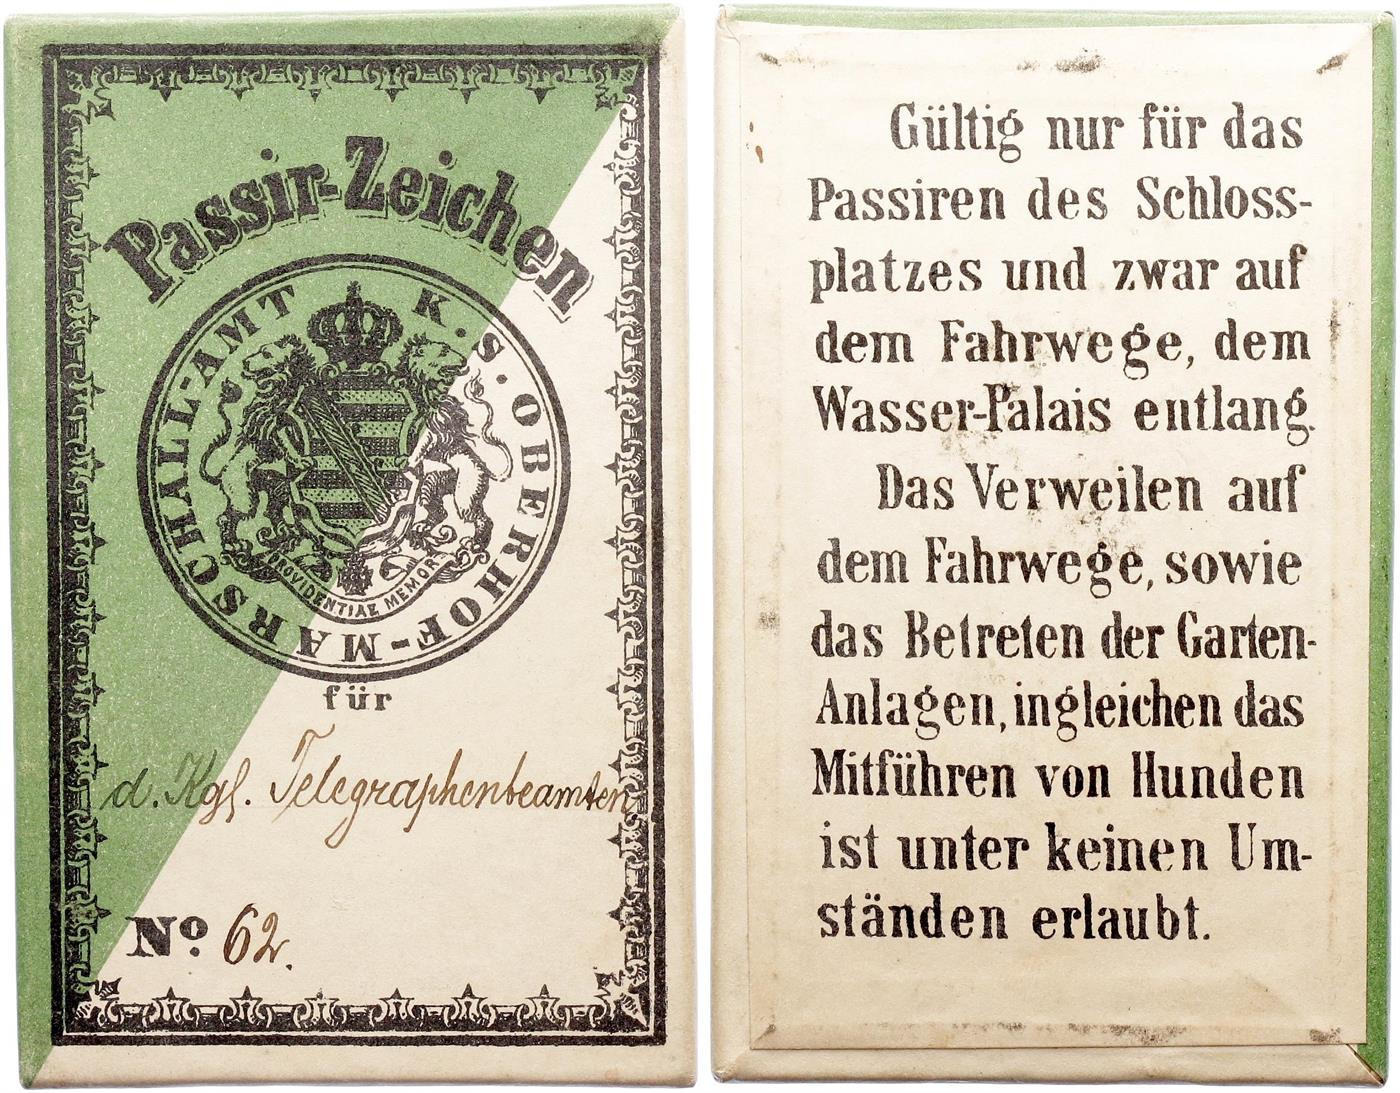 Passir-Zeichen
K. S. OBERHOF-MARSCHALL-AMT
PROVIDENTIAE MEMOR
für
d. Kgl. Telegraphenbeamten
No. 62.
Gültig nur für das
Passiren des Schloss-
platzes und zwar auf
dem Fahrwege, dem
Wasser-Palais entlang.
Das Verweilen auf
dem Fahrwege, sowie
das Betreten der Garten-
Anlagen, ingleichen das
Mitführen von Hunden
ist unter keinen Um-
ständen erlaubt.